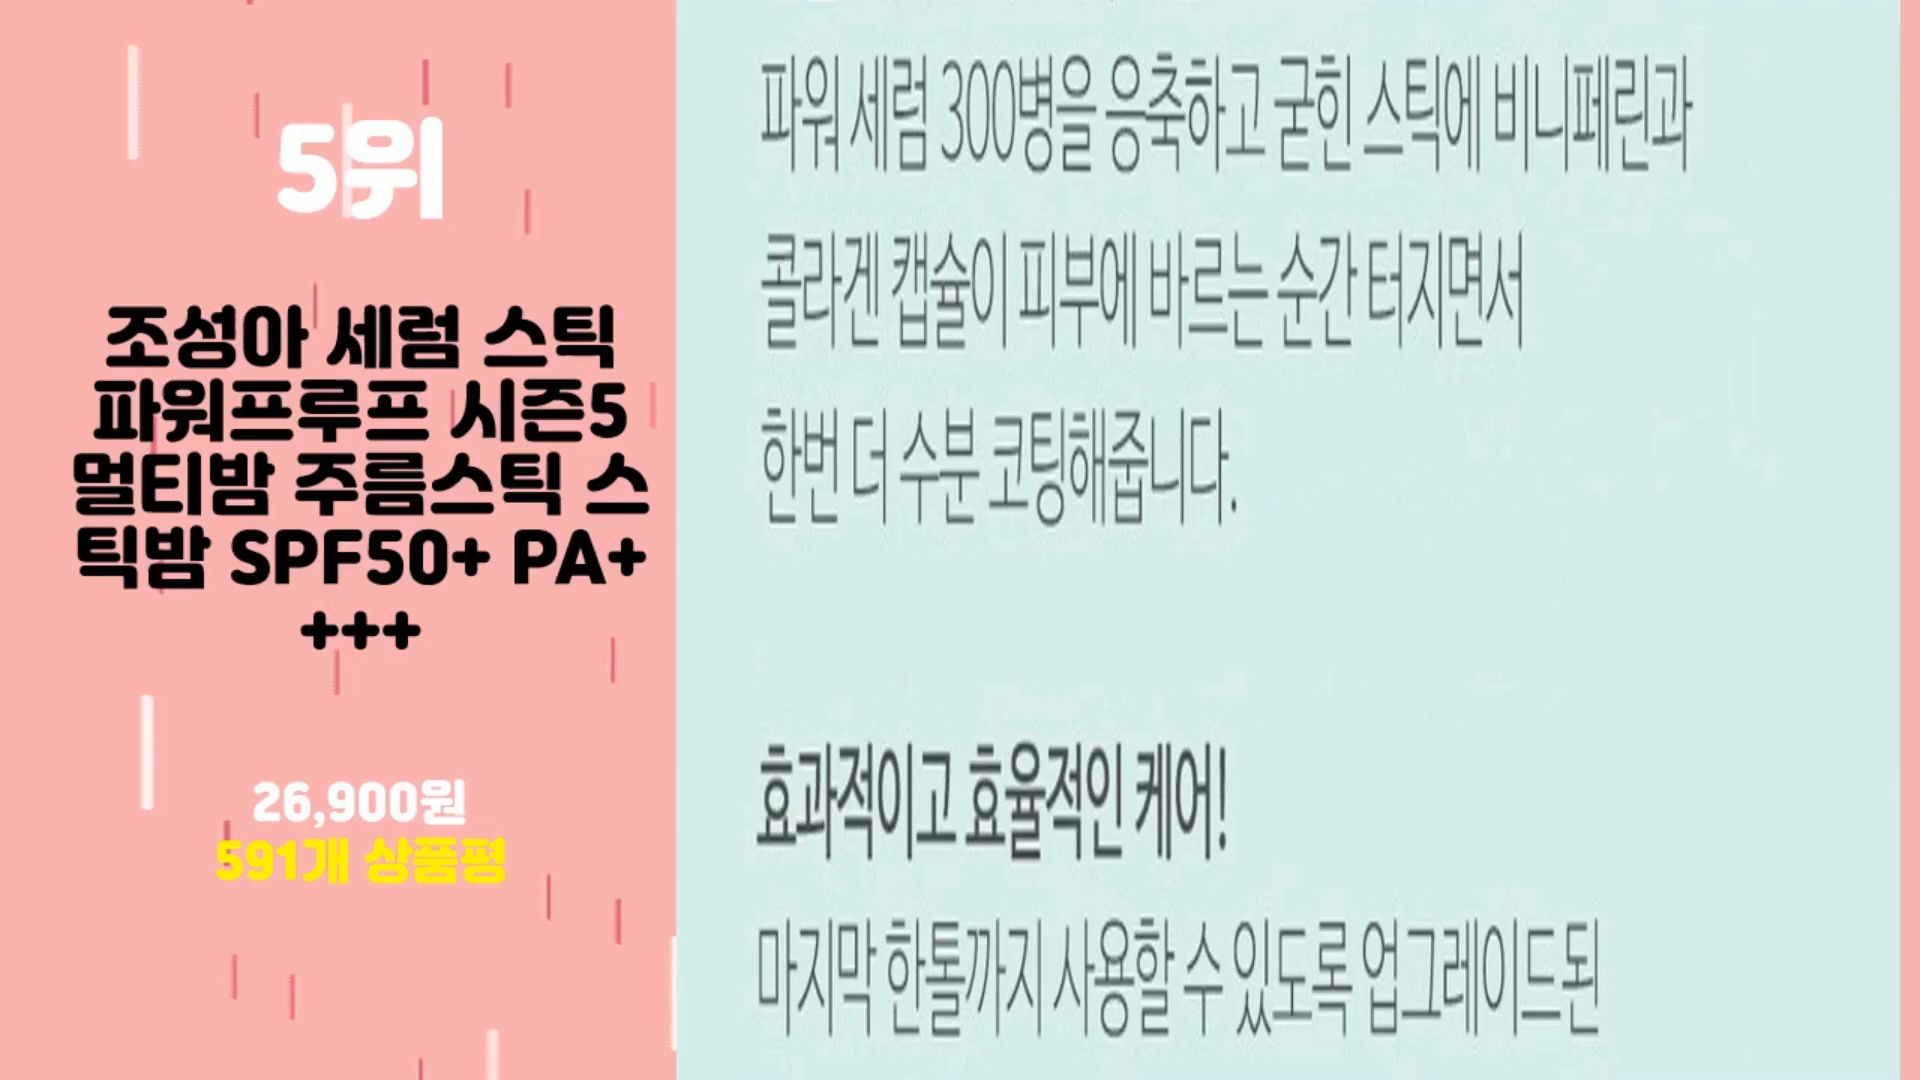 5위
조성아 세럼 스틱
파워프루프 시즌5
멀티밤 주름스틱 스
틱밤 SPF50+ PA+
+++
26,900원
591개 상품평
파워 세럼 300병을 응축하고 굳힌 스틱에 비니페린과
콜라겐 캡슐이 피부에 바르는 순간 터지면서
한번 더 수분 코팅해줍니다.
효과적이고 효율적인 케어!
마지막 한톨까지 사용할 수 있도록 업그레이드된